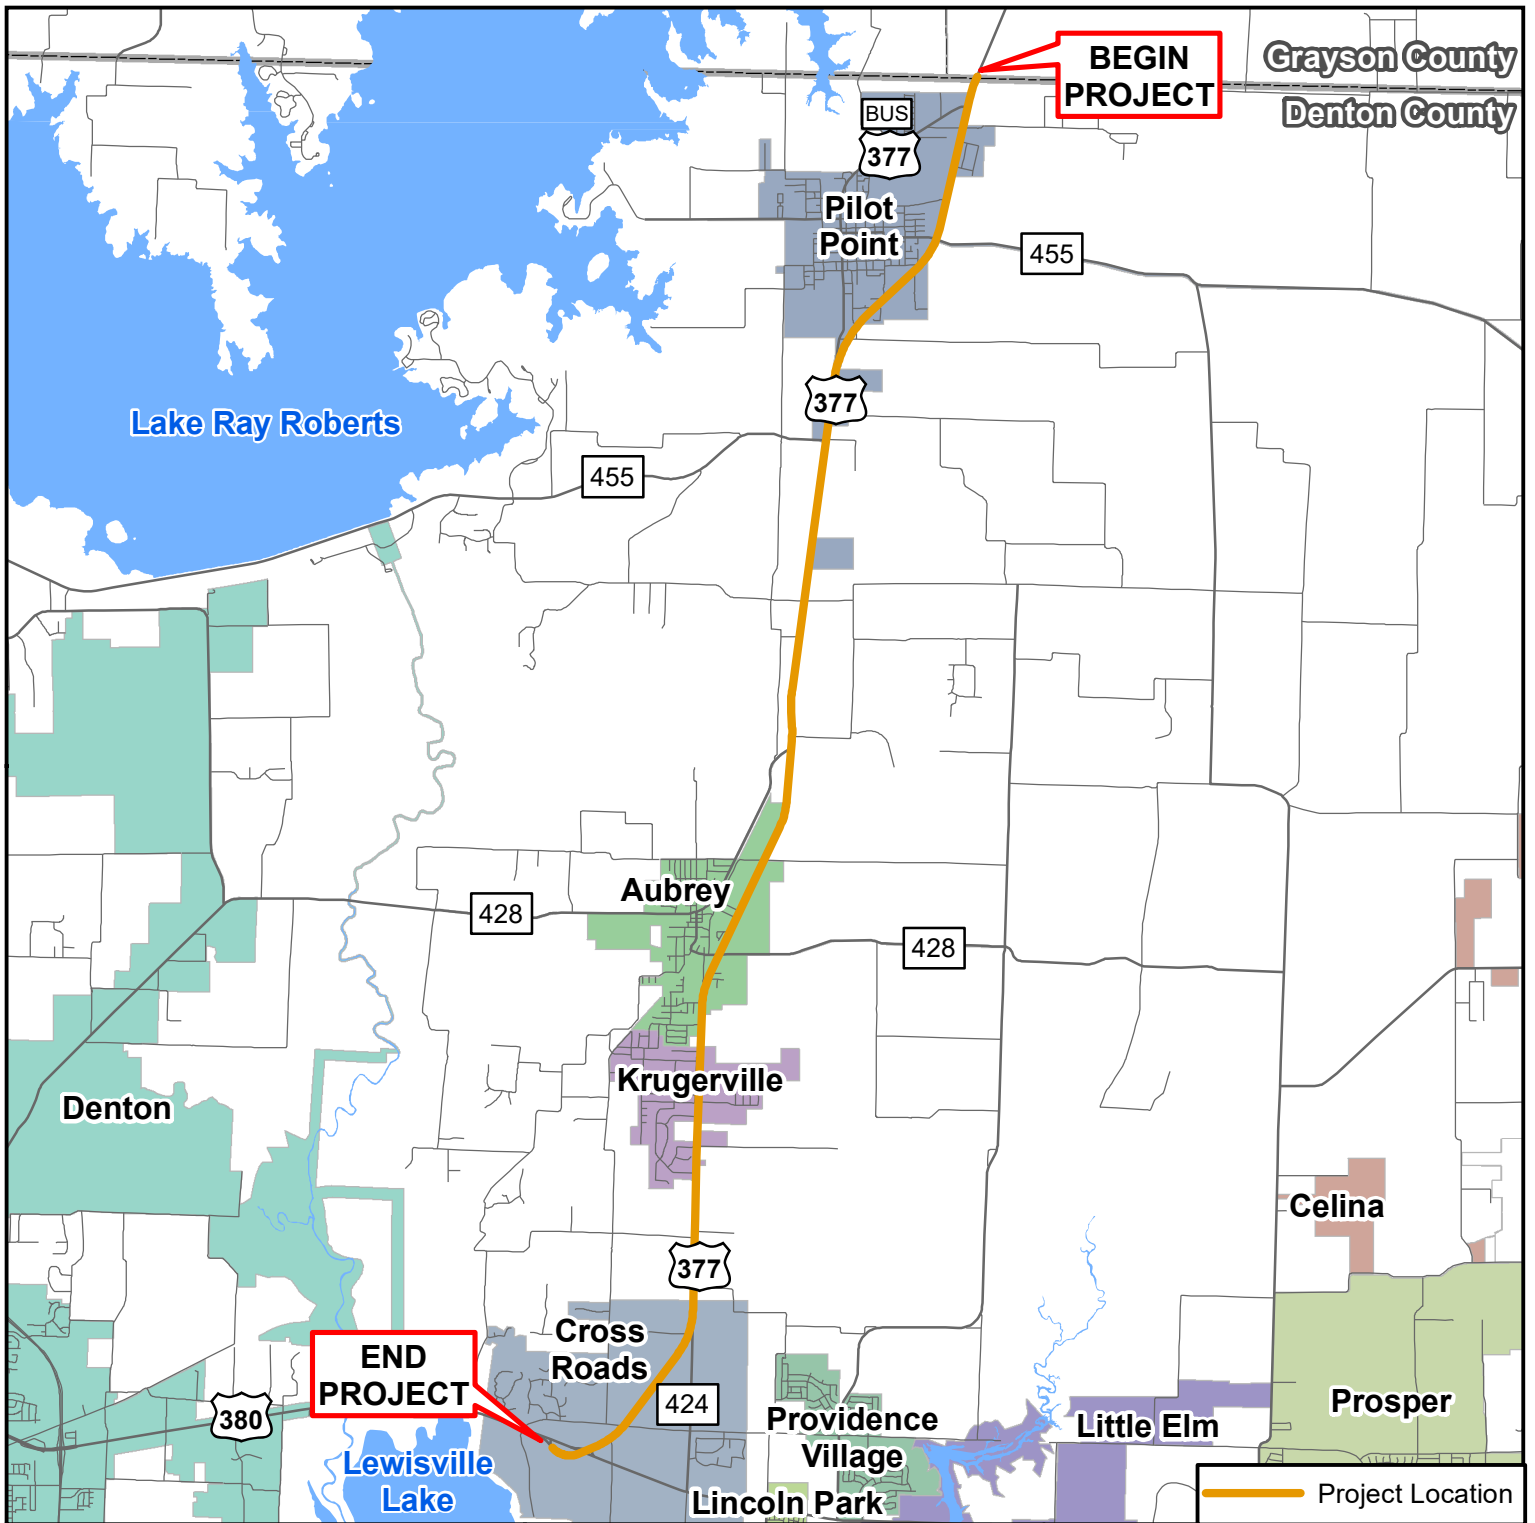 BEGIN
PROJECT
Grayson County
Denton County
BUS
377
Pilot
Point
455
377
Lake Ray Roberts
455
Aubrey
428
428
Krugerville
Denton
Celina
377
Cross
Roads
END
PROJECT
424
380
Prosper
Providence
Village
Little Elm
Lewisville
Lake
Lincoln Park
Project Location